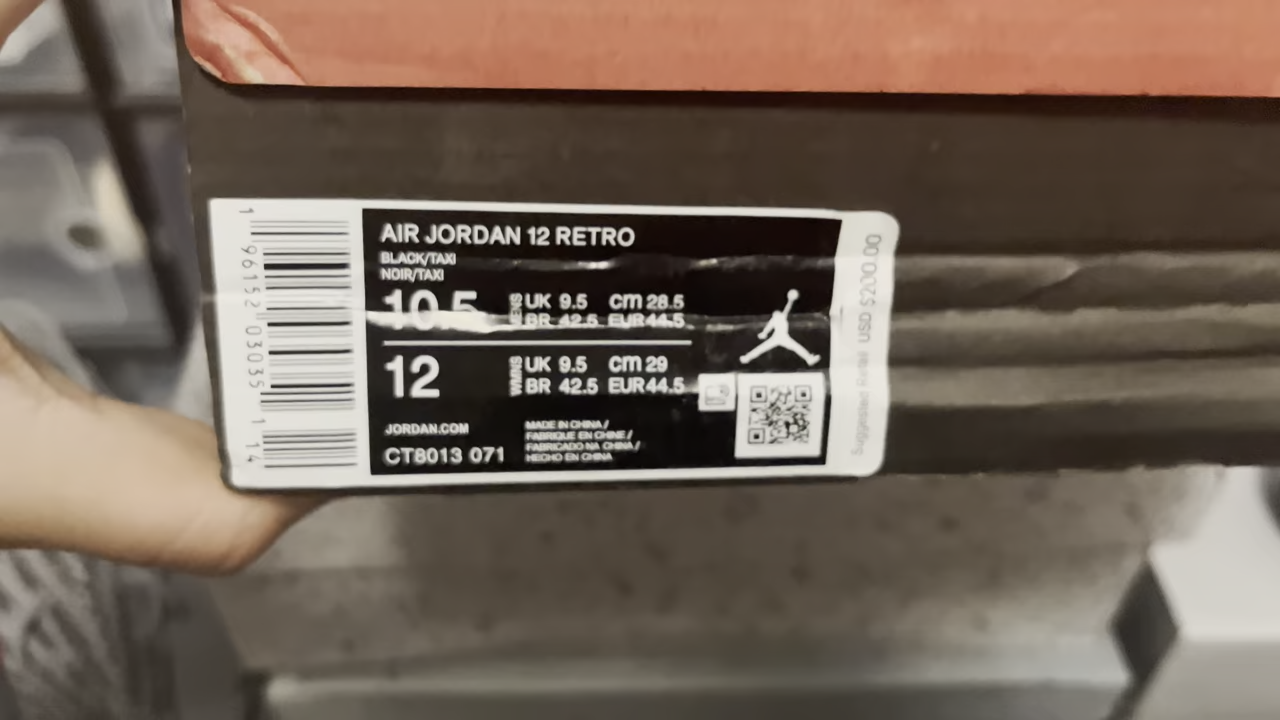 AIR JORDAN 12 RETRO
BLACK/TAXI
NOIR/TAXI
10.5 MENS UK 9.5 cm 28.5
BR 42.5 EUR 44.5
12 WMNS UK 9.5 cm 29
BR 42.5 EUR 44.5
JORDAN.COM
CT8013 071
MADE IN CHINA /
FABRIQUE EN CHINE /
FABRICADO NA CHINA /
HECHO EN CHINA
1 96152 03035 1 14
Suggested Retail USD $200.00